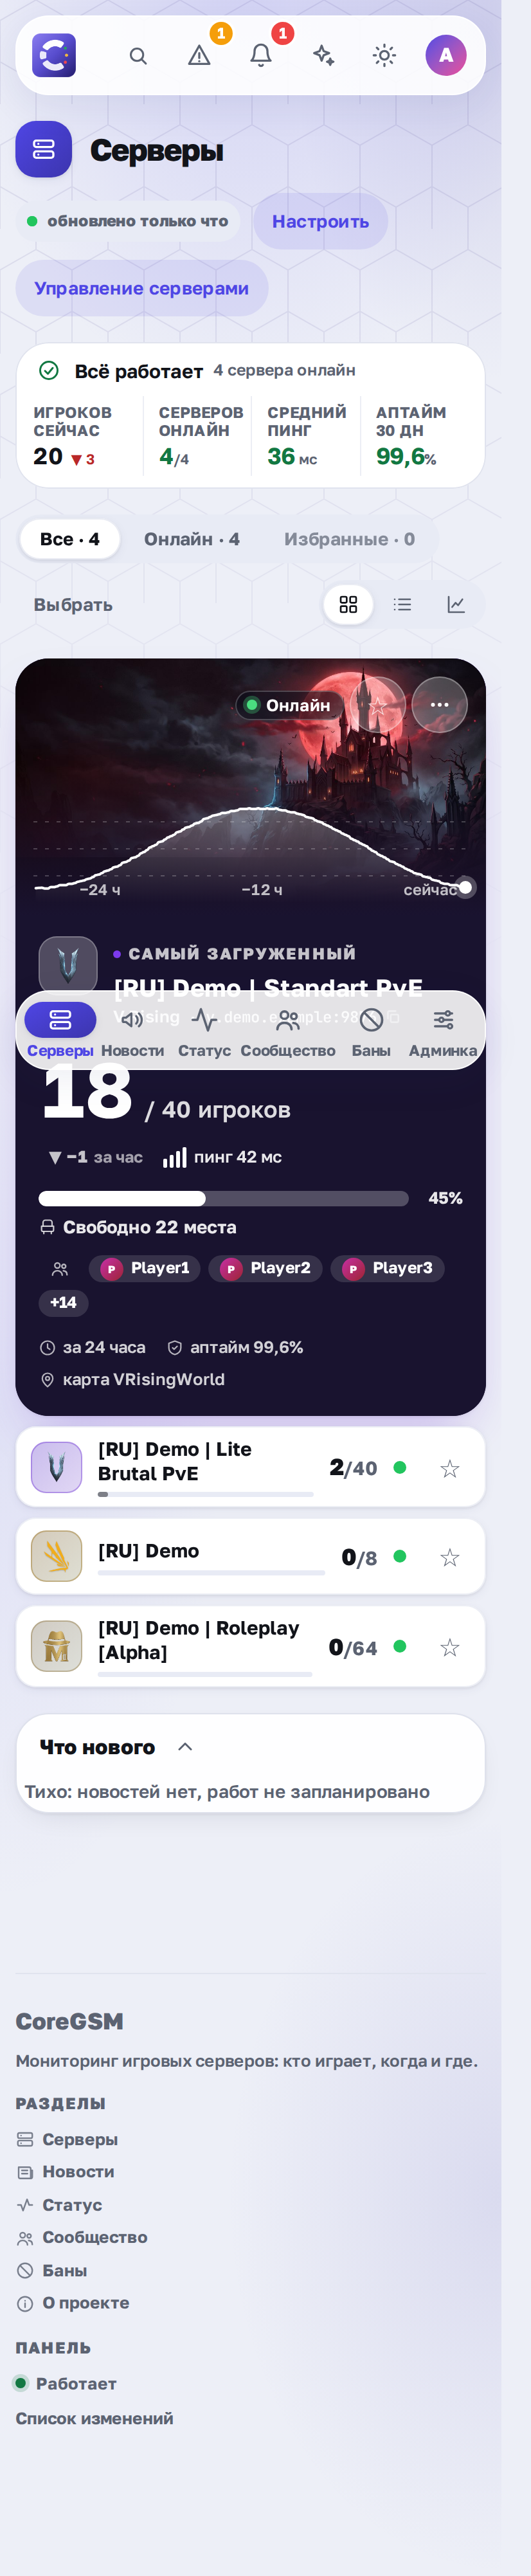 1
1
A
Серверы
обновлено только что
Настроить
Управление серверами
Всё работает 4 сервера онлайн
ИГРОКОВ СЕЙЧАС
20 ▼ 3
СЕРВЕРОВ ОНЛАЙН
4/4
СРЕДНИЙ ПИНГ
36 мс
АПТАЙМ 30 ДН
99,6%
Все · 4
Онлайн · 4
Избранные · 0
Выбрать
Онлайн
−24 ч
−12 ч
сейчас
САМЫЙ ЗАГРУЖЕННЫЙ
[RU] Demo | Standart PvE
Серверы
Новости
Статус
Сообщество
Баны
Админка
18 / 40 игроков
▼ −1 за час
пинг 42 мс
45%
Свободно 22 места
P Player1
P Player2
P Player3
+14
за 24 часа
аптайм 99,6%
карта VRisingWorld
[RU] Demo | Lite
Brutal PvE
2/40
[RU] Demo
0/8
[RU] Demo | Roleplay
[Alpha]
0/64
Что нового
Тихо: новостей нет, работ не запланировано
CoreGSM
Мониторинг игровых серверов: кто играет, когда и где.
РАЗДЕЛЫ
Серверы
Новости
Статус
Сообщество
Баны
О проекте
ПАНЕЛЬ
Работает
Список изменений